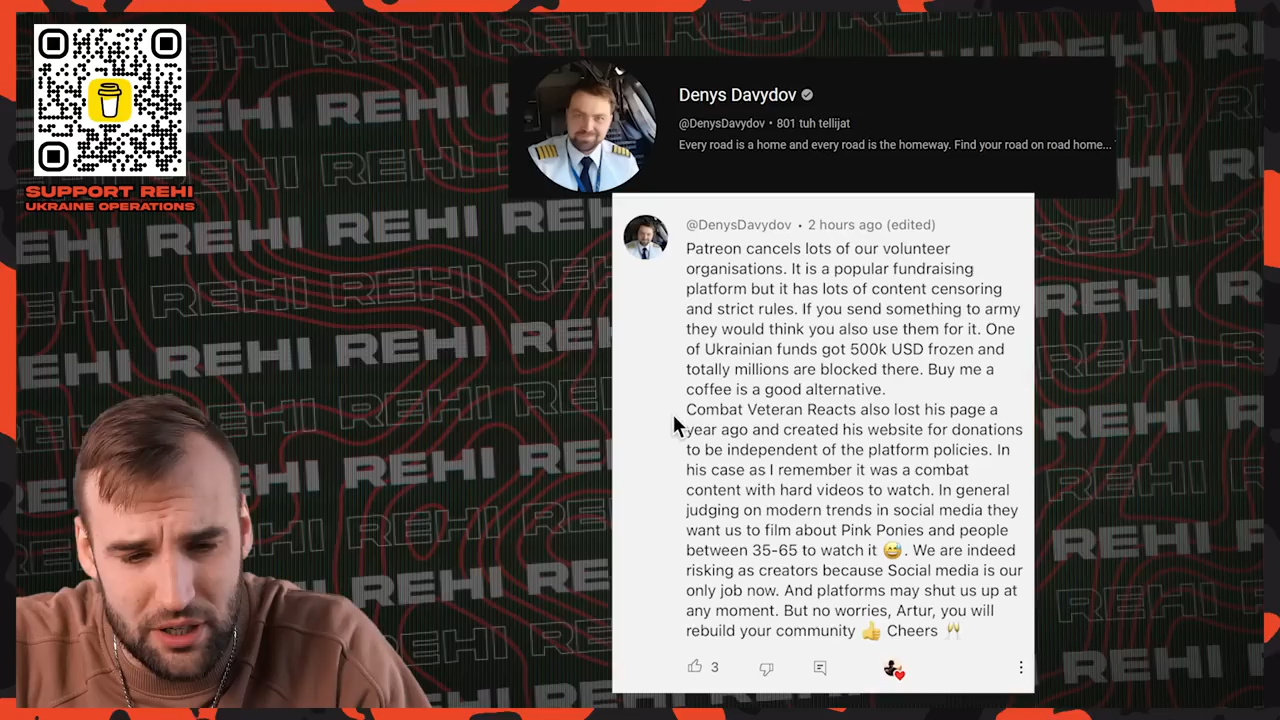 SUPPORT REHI
UKRAINE OPERATIONS
Denys Davydov
@DenysDavydov • 801 tuh tellijat
Every road is a home and every road is the homeway. Find your road on road home...
@DenysDavydov • 2 hours ago (edited)
Patreon cancels lots of our volunteer
organisations. It is a popular fundraising
platform but it has lots of content censoring
and strict rules. If you send something to army
they would think you also use them for it. One
of Ukrainian funds got 500k USD frozen and
totally millions are blocked there. Buy me a
coffee is a good alternative.
Combat Veteran Reacts also lost his page a
year ago and created his website for donations
to be independent of the platform policies. In
his case as I remember it was a combat
content with hard videos to watch. In general
judging on modern trends in social media they
want us to film about Pink Ponies and people
between 35-65 to watch it 😅. We are indeed
risking as creators because Social media is our
only job now. And platforms may shut us up at
any moment. But no worries, Artur, you will
rebuild your community 👍 Cheers 🥂
3
REHI REHI REHI REHI REHI REHI